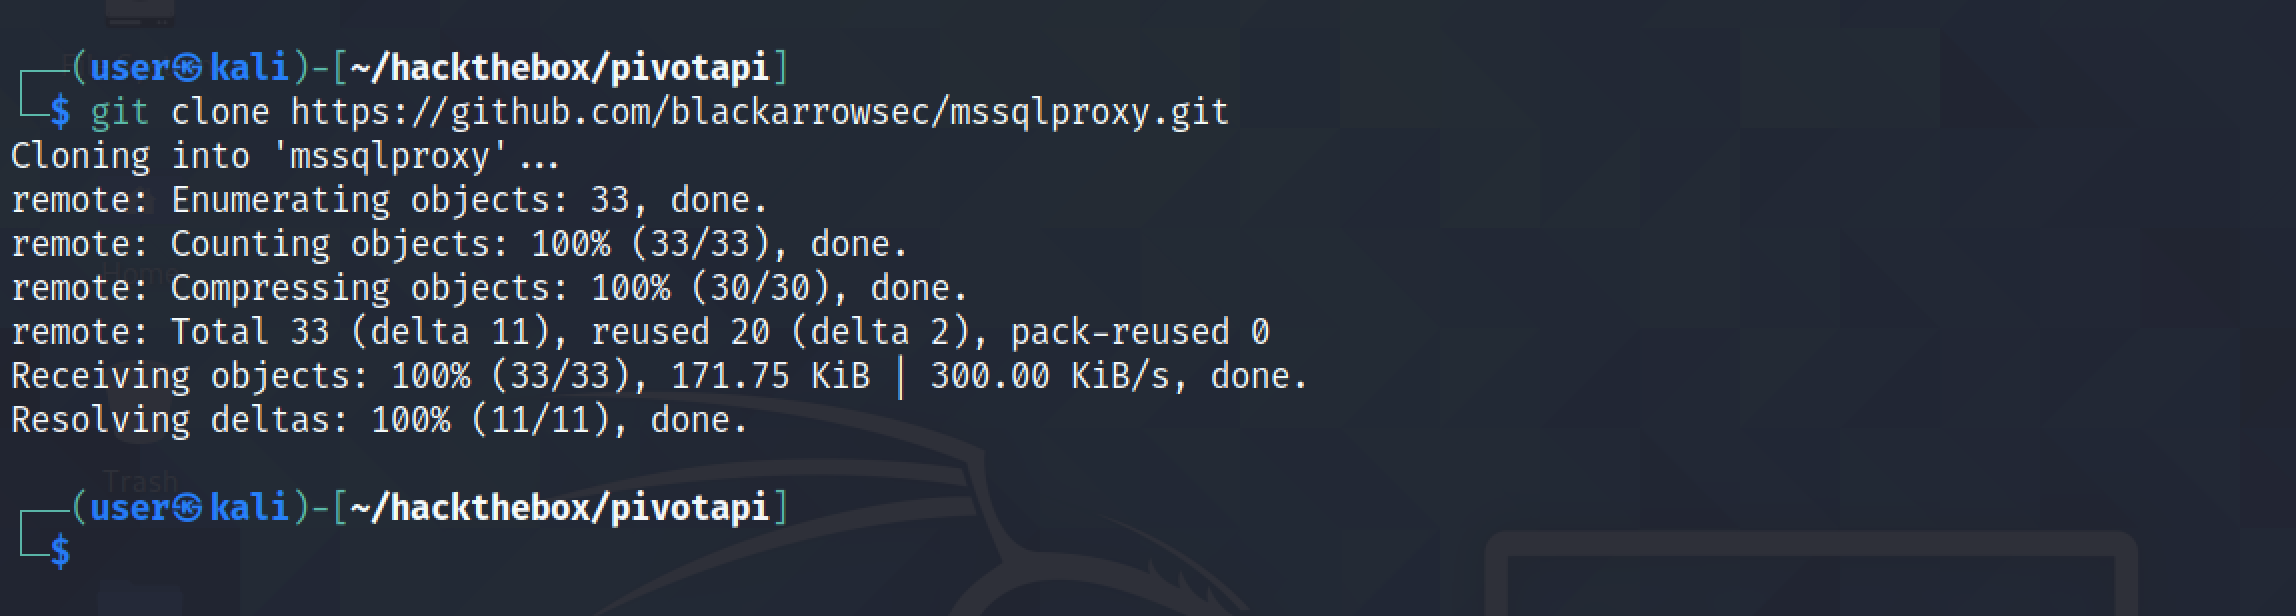 ┌──(user㉿kali)-[~/hackthebox/pivotapi]
└─$ git clone https://github.com/blackarrowsec/mssqlproxy.git
Cloning into 'mssqlproxy'...
remote: Enumerating objects: 33, done.
remote: Counting objects: 100% (33/33), done.
remote: Compressing objects: 100% (30/30), done.
remote: Total 33 (delta 11), reused 20 (delta 2), pack-reused 0
Receiving objects: 100% (33/33), 171.75 KiB | 300.00 KiB/s, done.
Resolving deltas: 100% (11/11), done.
┌──(user㉿kali)-[~/hackthebox/pivotapi]
└─$
Home
Trash